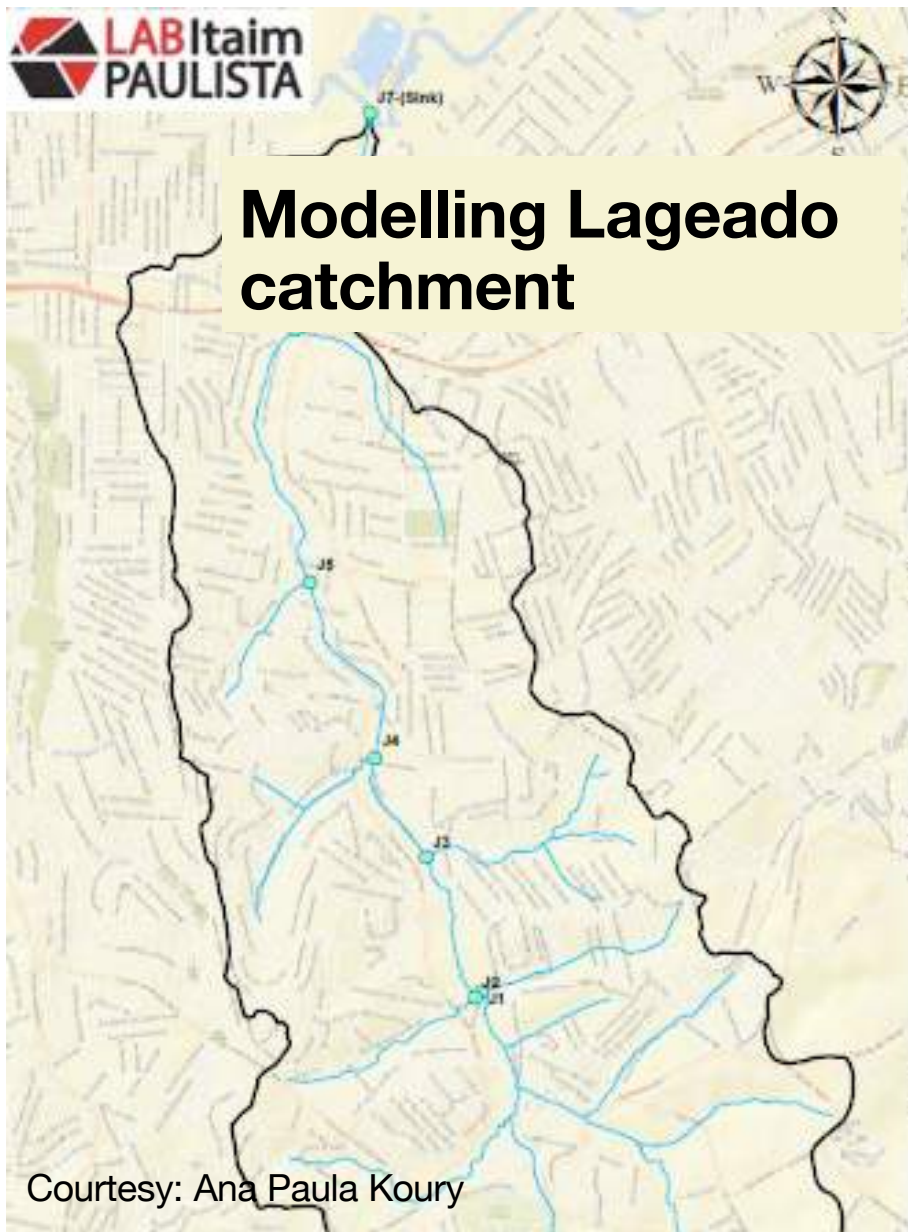 LABItaim
PAULISTA
N
W
E
S
J7-(Sink)
Modelling Lageado
catchment
J5
J4
J3
J2
J1
Courtesy: Ana Paula Koury